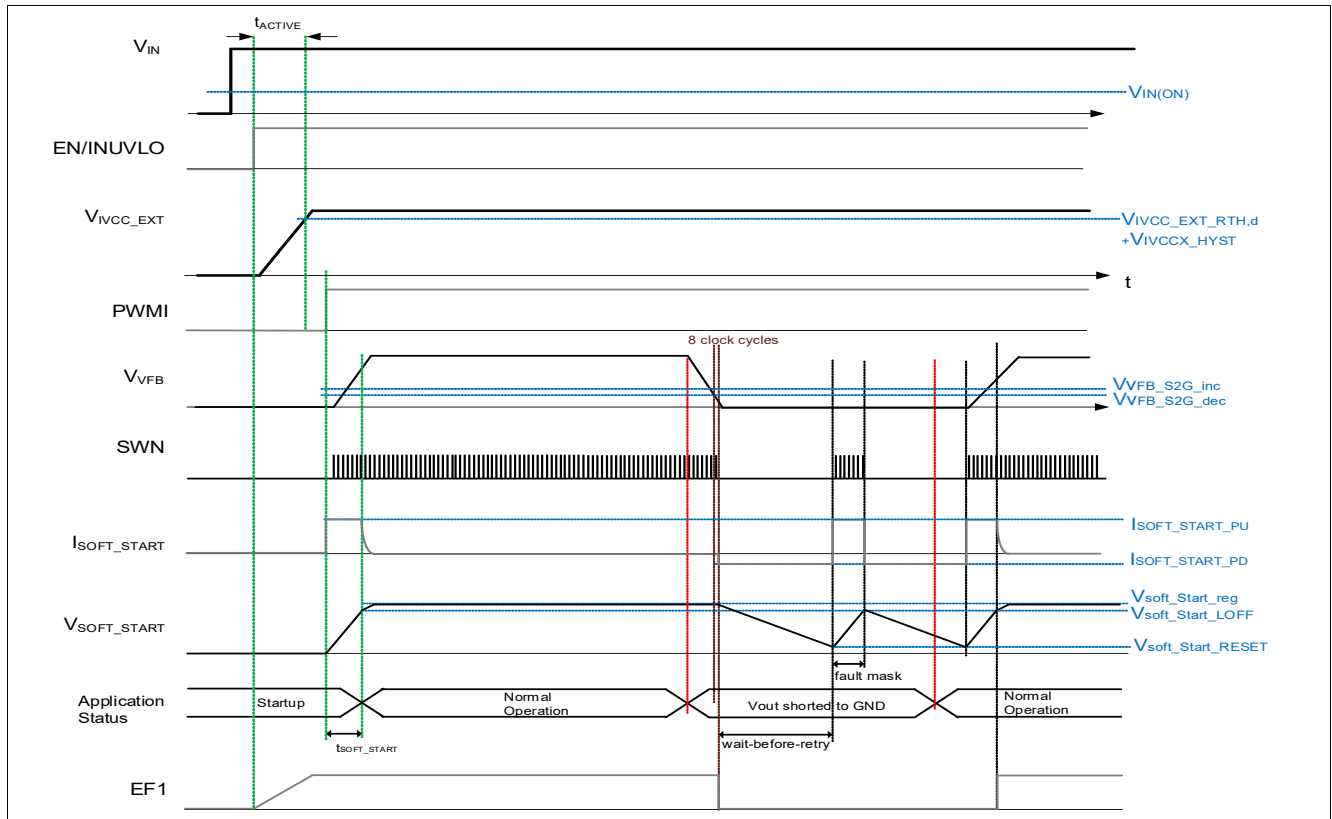 tACTIVE
VIN
VIN(ON)
EN/INUVLO
VIVCC_EXT
VIVCC_EXT_RTH,d
+VIVCCX_HYST
t
PWMI
8 clock cycles
VVFB
VVFB_S2G_inc
VVFB_S2G_dec
SWN
ISOFT_START_PU
ISOFT_START
ISOFT_START_PD
Vsoft_Start_reg
Vsoft_Start_LOFF
VSOFT_START
Vsoft_Start_RESET
fault mask
Application
Status
Startup
Normal
Operation
Vout shorted to GND
Normal
Operation
tSOFT_START
wait-before-retry
EF1